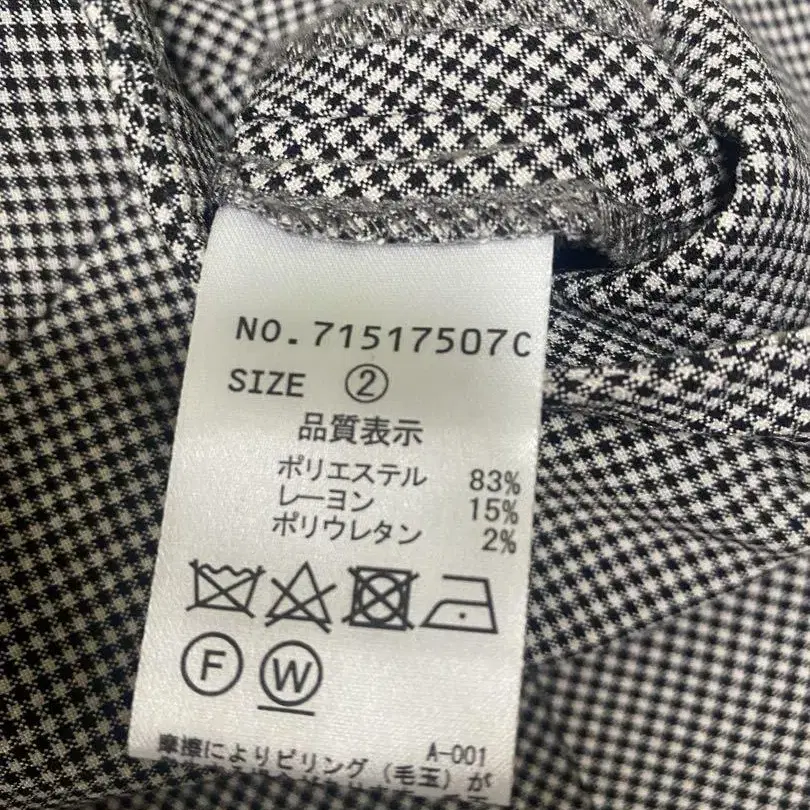 NO.71517507C
SIZE ②
品質表示
ポリエステル 83%
レーヨン 15%
ポリウレタン 2%
F W
A-001
摩擦によりピリング(毛玉)が